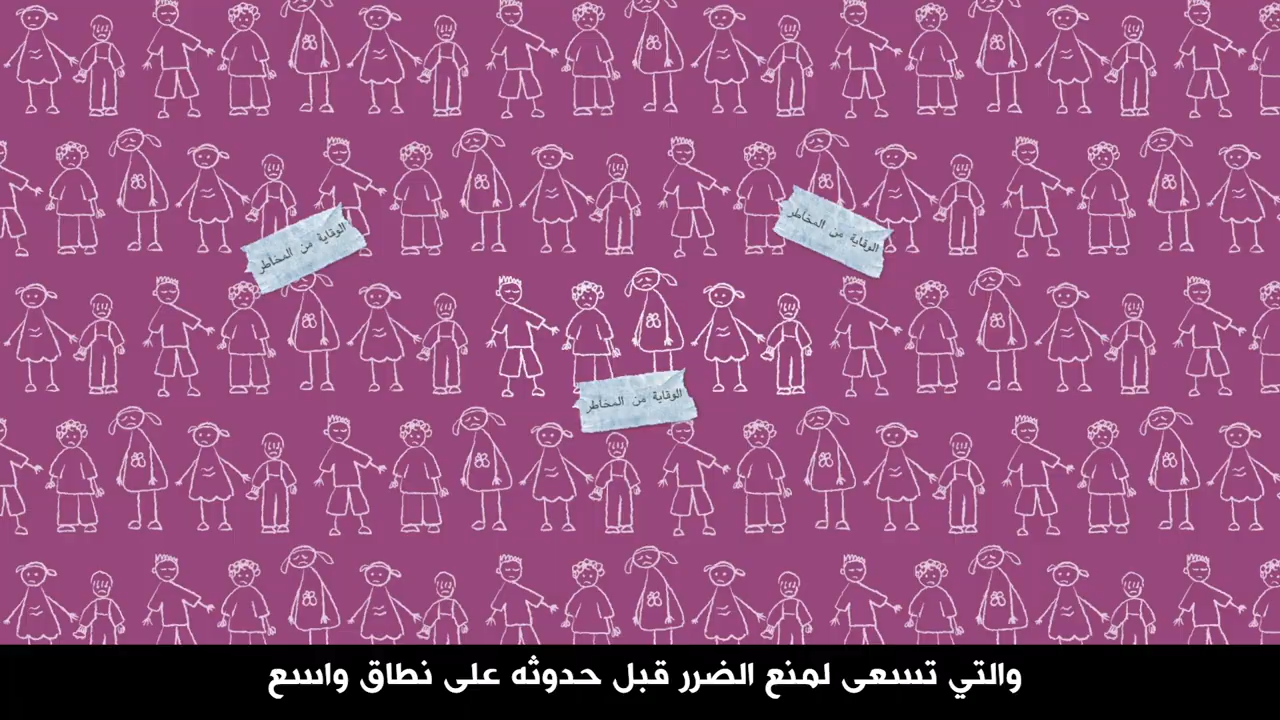 الوقاية من المخاطر
الوقاية من المخاطر
الوقاية من المخاطر
والتي تسعى لمنع الضرر قبل حدوثه على نطاق واسع